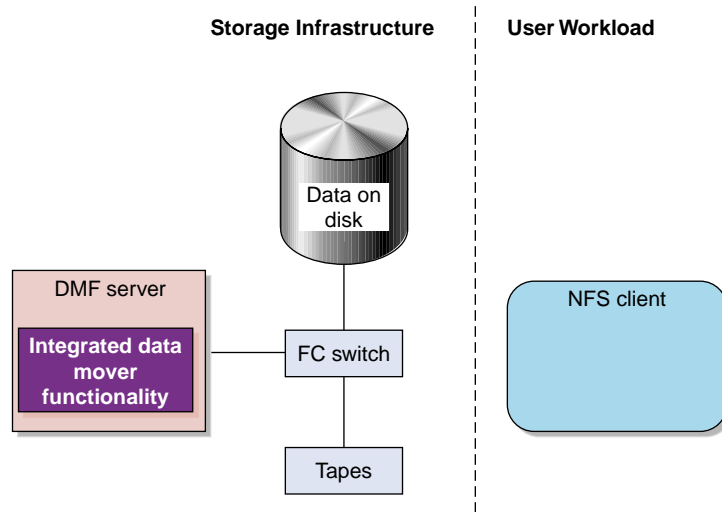 Storage Infrastructure
User Workload
Data on
disk
DMF server
Integrated data
mover
functionality
FC switch
NFS client
Tapes